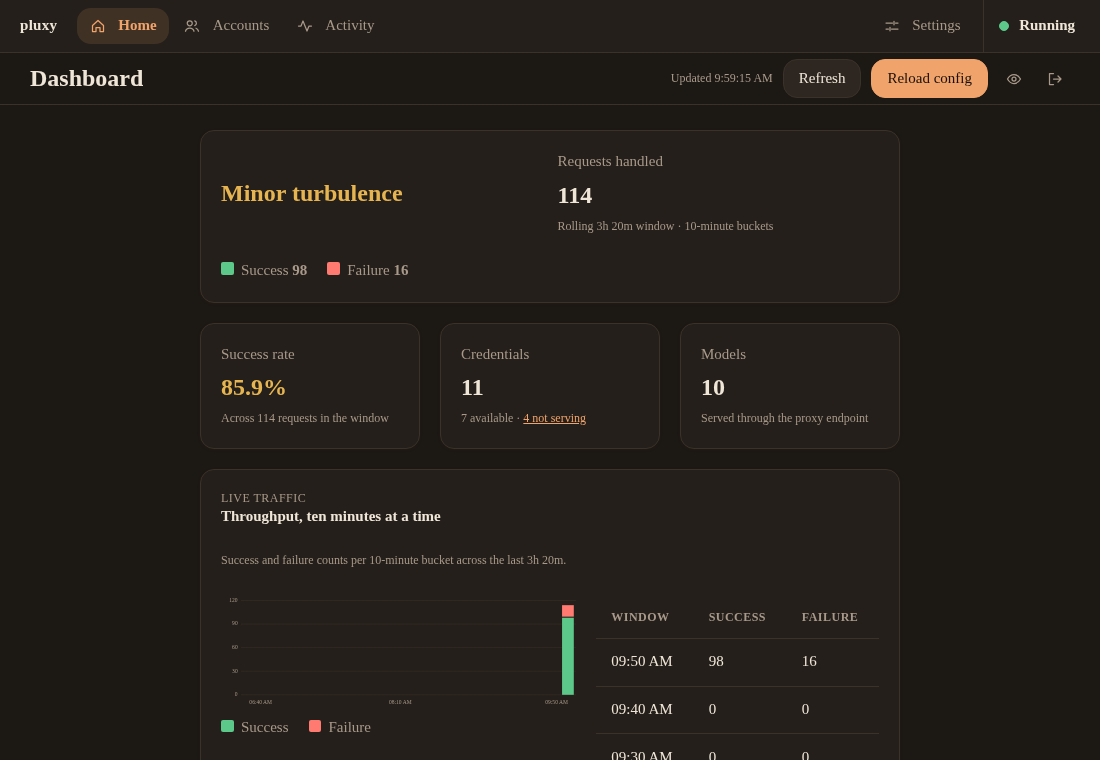 pluxy Home Accounts Activity Settings Running
Dashboard Updated 9:59:15 AM Refresh Reload config
Minor turbulence
Requests handled
114
Rolling 3h 20m window · 10-minute buckets
Success 98 Failure 16
Success rate
85.9%
Across 114 requests in the window
Credentials
11
7 available · 4 not serving
Models
10
Served through the proxy endpoint
LIVE TRAFFIC
Throughput, ten minutes at a time
Success and failure counts per 10-minute bucket across the last 3h 20m.
120
90
60
30
0
06:40 AM 08:10 AM 09:50 AM
Success Failure
WINDOW SUCCESS FAILURE
09:50 AM 98 16
09:40 AM 0 0
09:30 AM 0 0